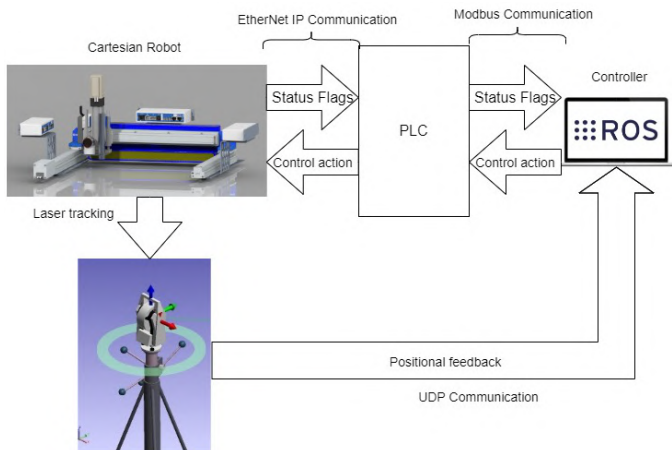 EtherNet IP Communication
Modbus Communication
Cartesian Robot
Controller
Status Flags
Status Flags
PLC
ROS
Control action
Control action
Laser tracking
Positional feedback
UDP Communication